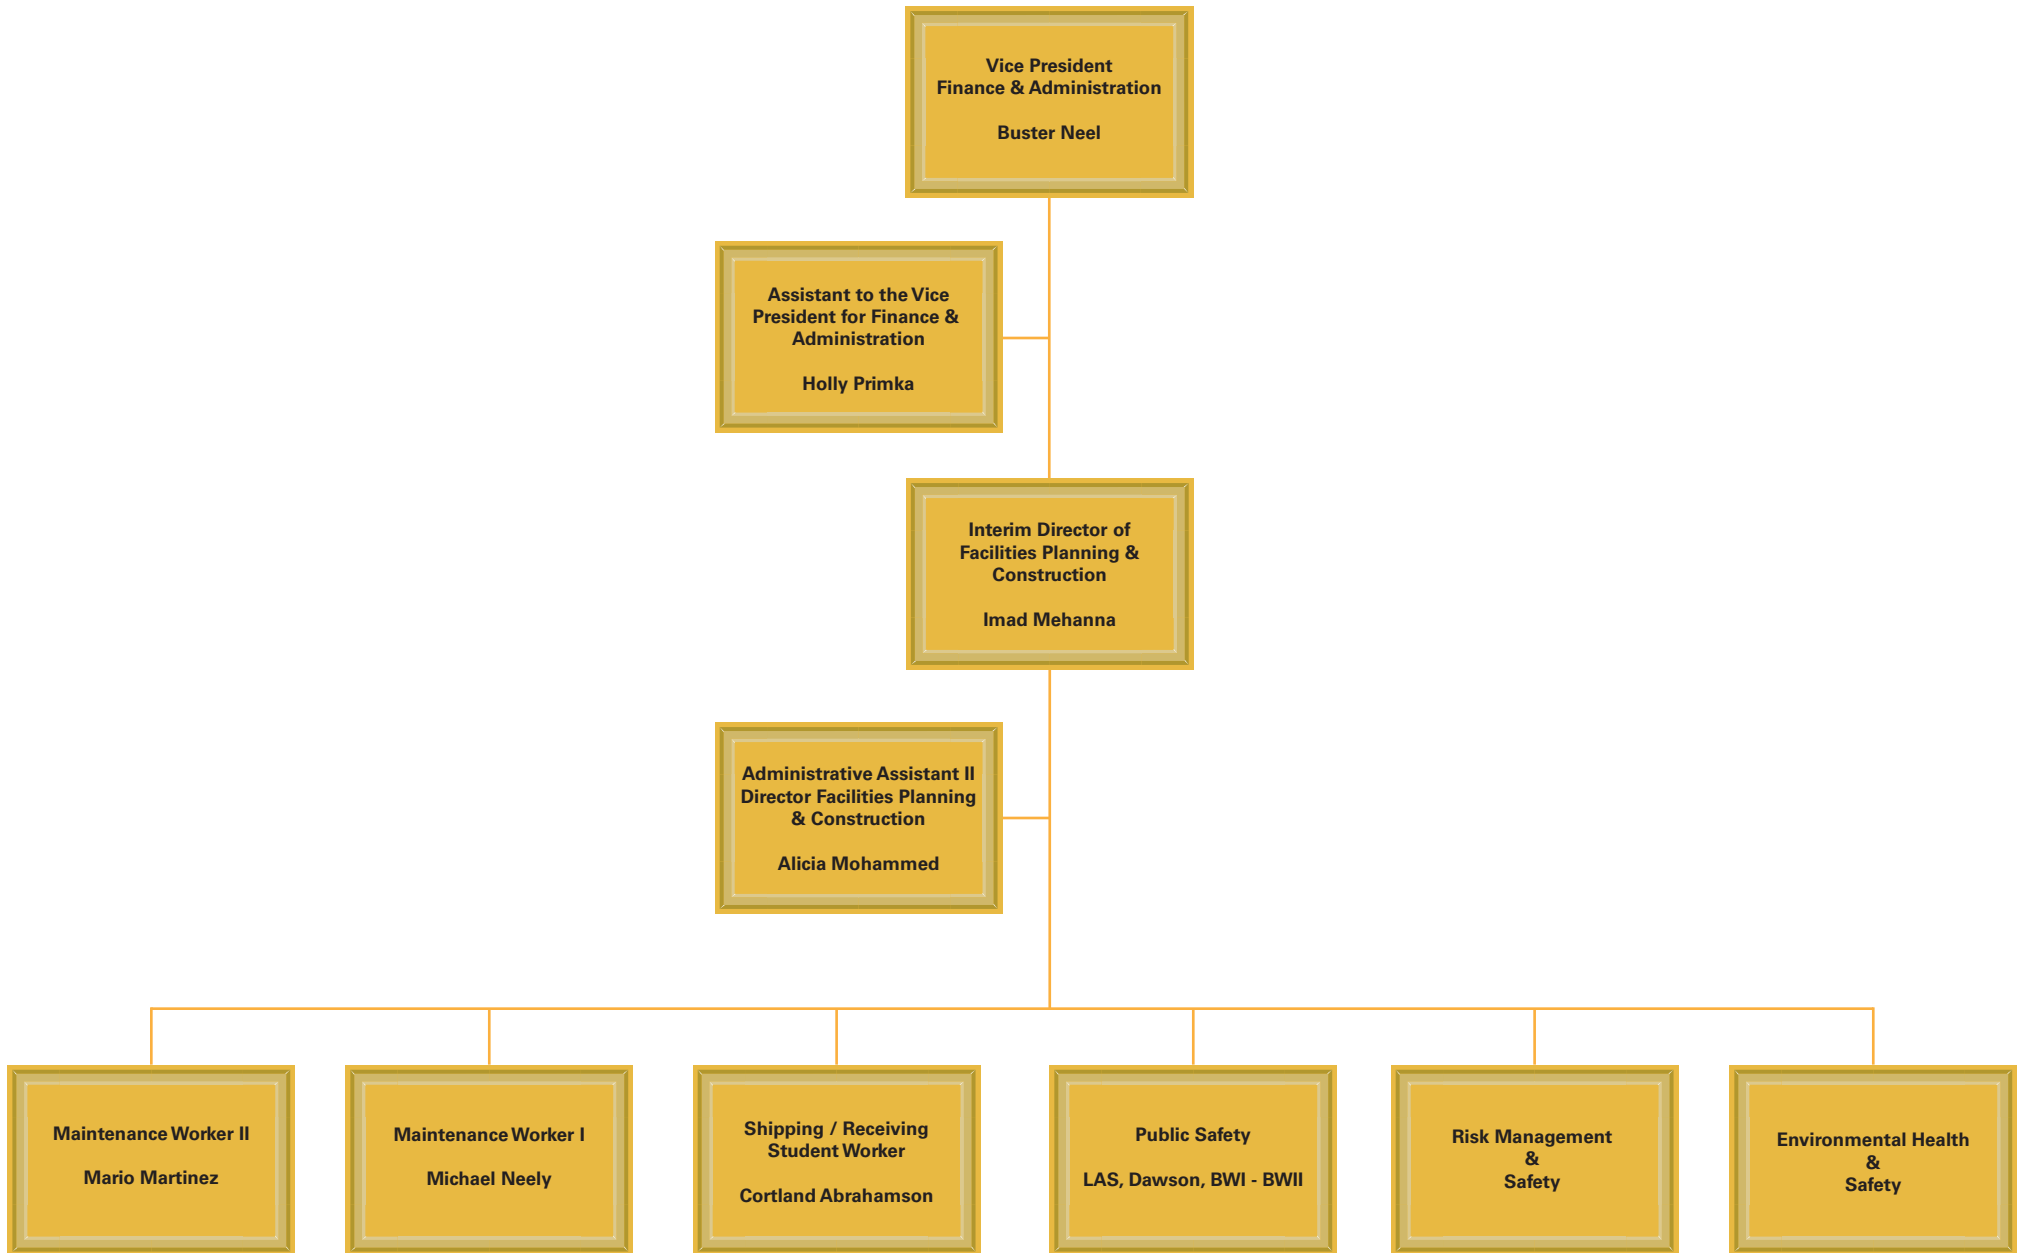 Vice President
Finance & Administration
Buster Neel
Assistant to the Vice
President for Finance &
Administration
Holly Primka
Interim Director of
Facilities Planning &
Construction
Imad Mehanna
Administrative Assistant II
Director Facilities Planning
& Construction
Alicia Mohammed
Maintenance Worker II
Mario Martinez
Maintenance Worker I
Michael Neely
Shipping / Receiving
Student Worker
Cortland Abrahamson
Public Safety
LAS, Dawson, BWI - BWII
Risk Management
&
Safety
Environmental Health
&
Safety